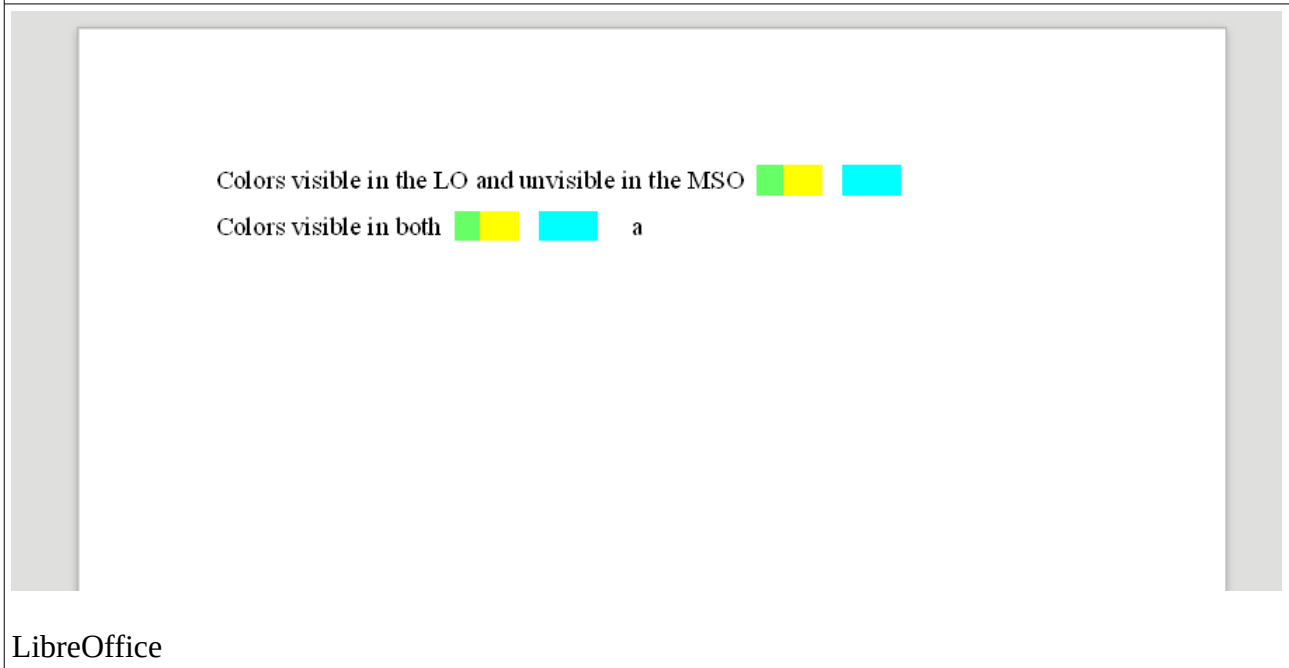 Colors visible in the LO and unvisible in the MSO
Colors visible in both a
LibreOffice